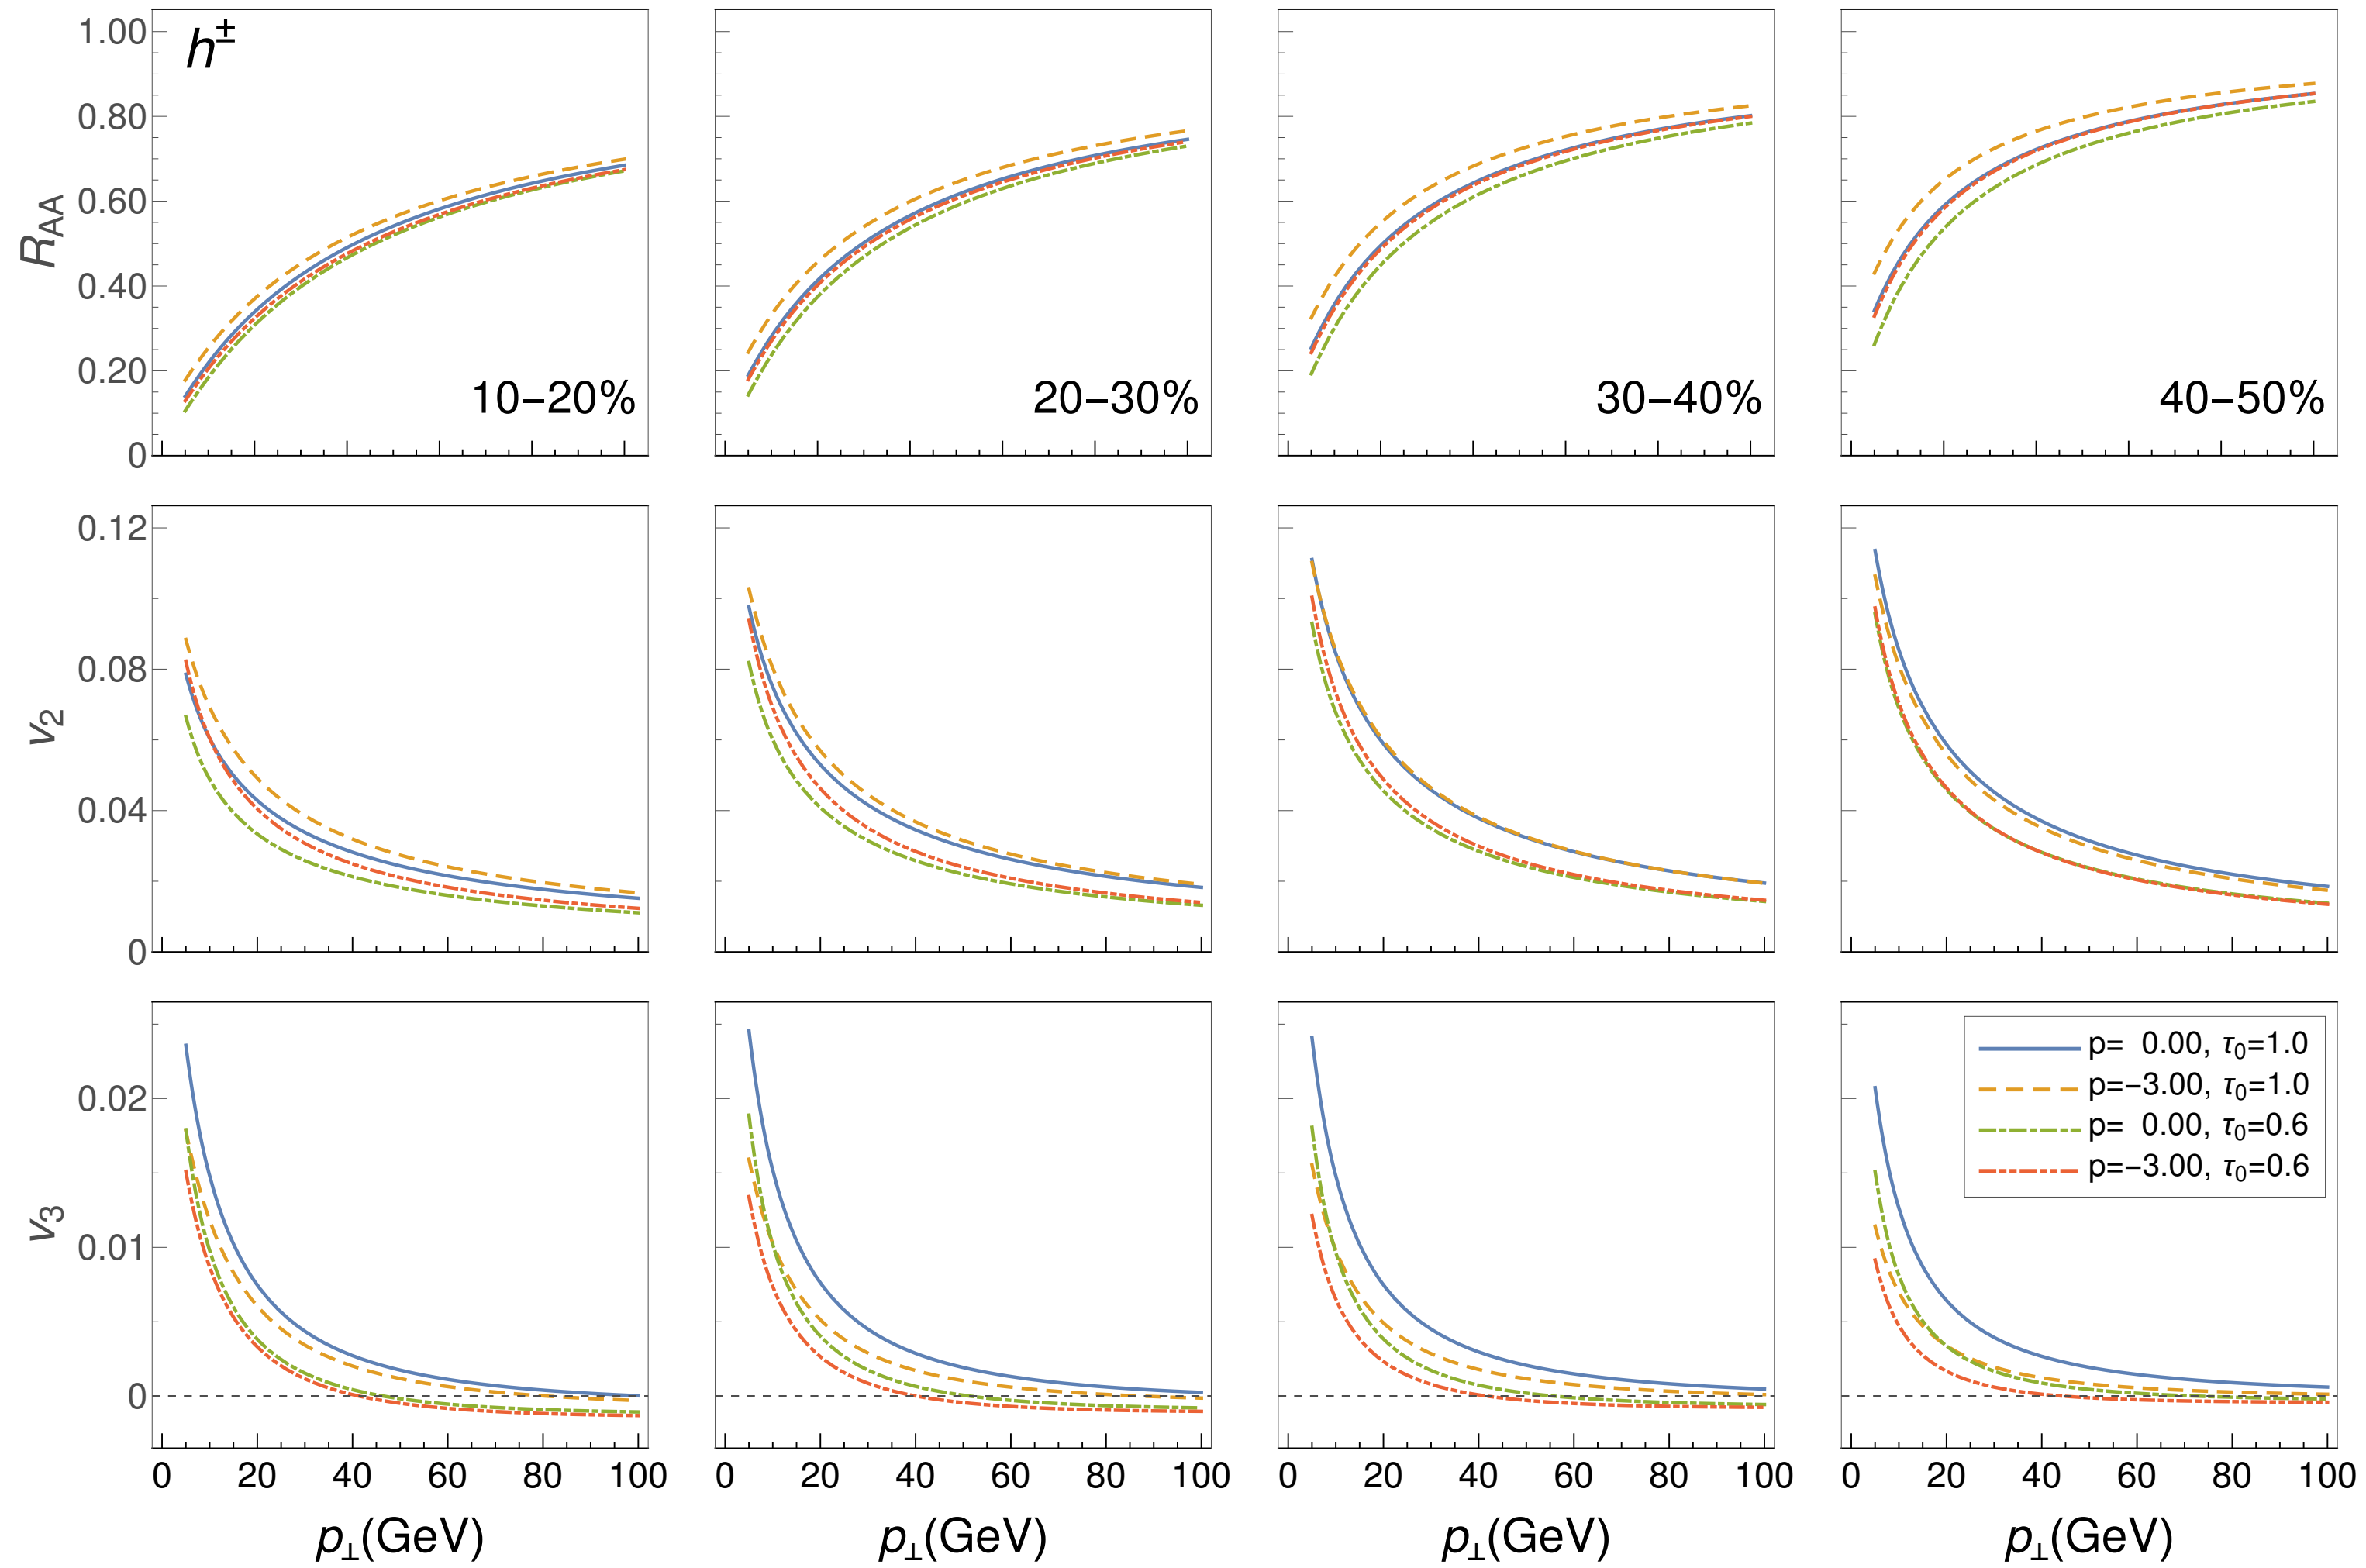 h±
R_AA
1.00
0.80
0.60
0.40
0.20
0
10−20%
20−30%
30−40%
40−50%
v₂
0.12
0.08
0.04
0
v₃
0.02
0.01
0
p= 0.00, τ₀=1.0
p=−3.00, τ₀=1.0
p= 0.00, τ₀=0.6
p=−3.00, τ₀=0.6
0 20 40 60 80 100 0 20 40 60 80 100 0 20 40 60 80 100 0 20 40 60 80 100
p⊥(GeV) p⊥(GeV) p⊥(GeV) p⊥(GeV)